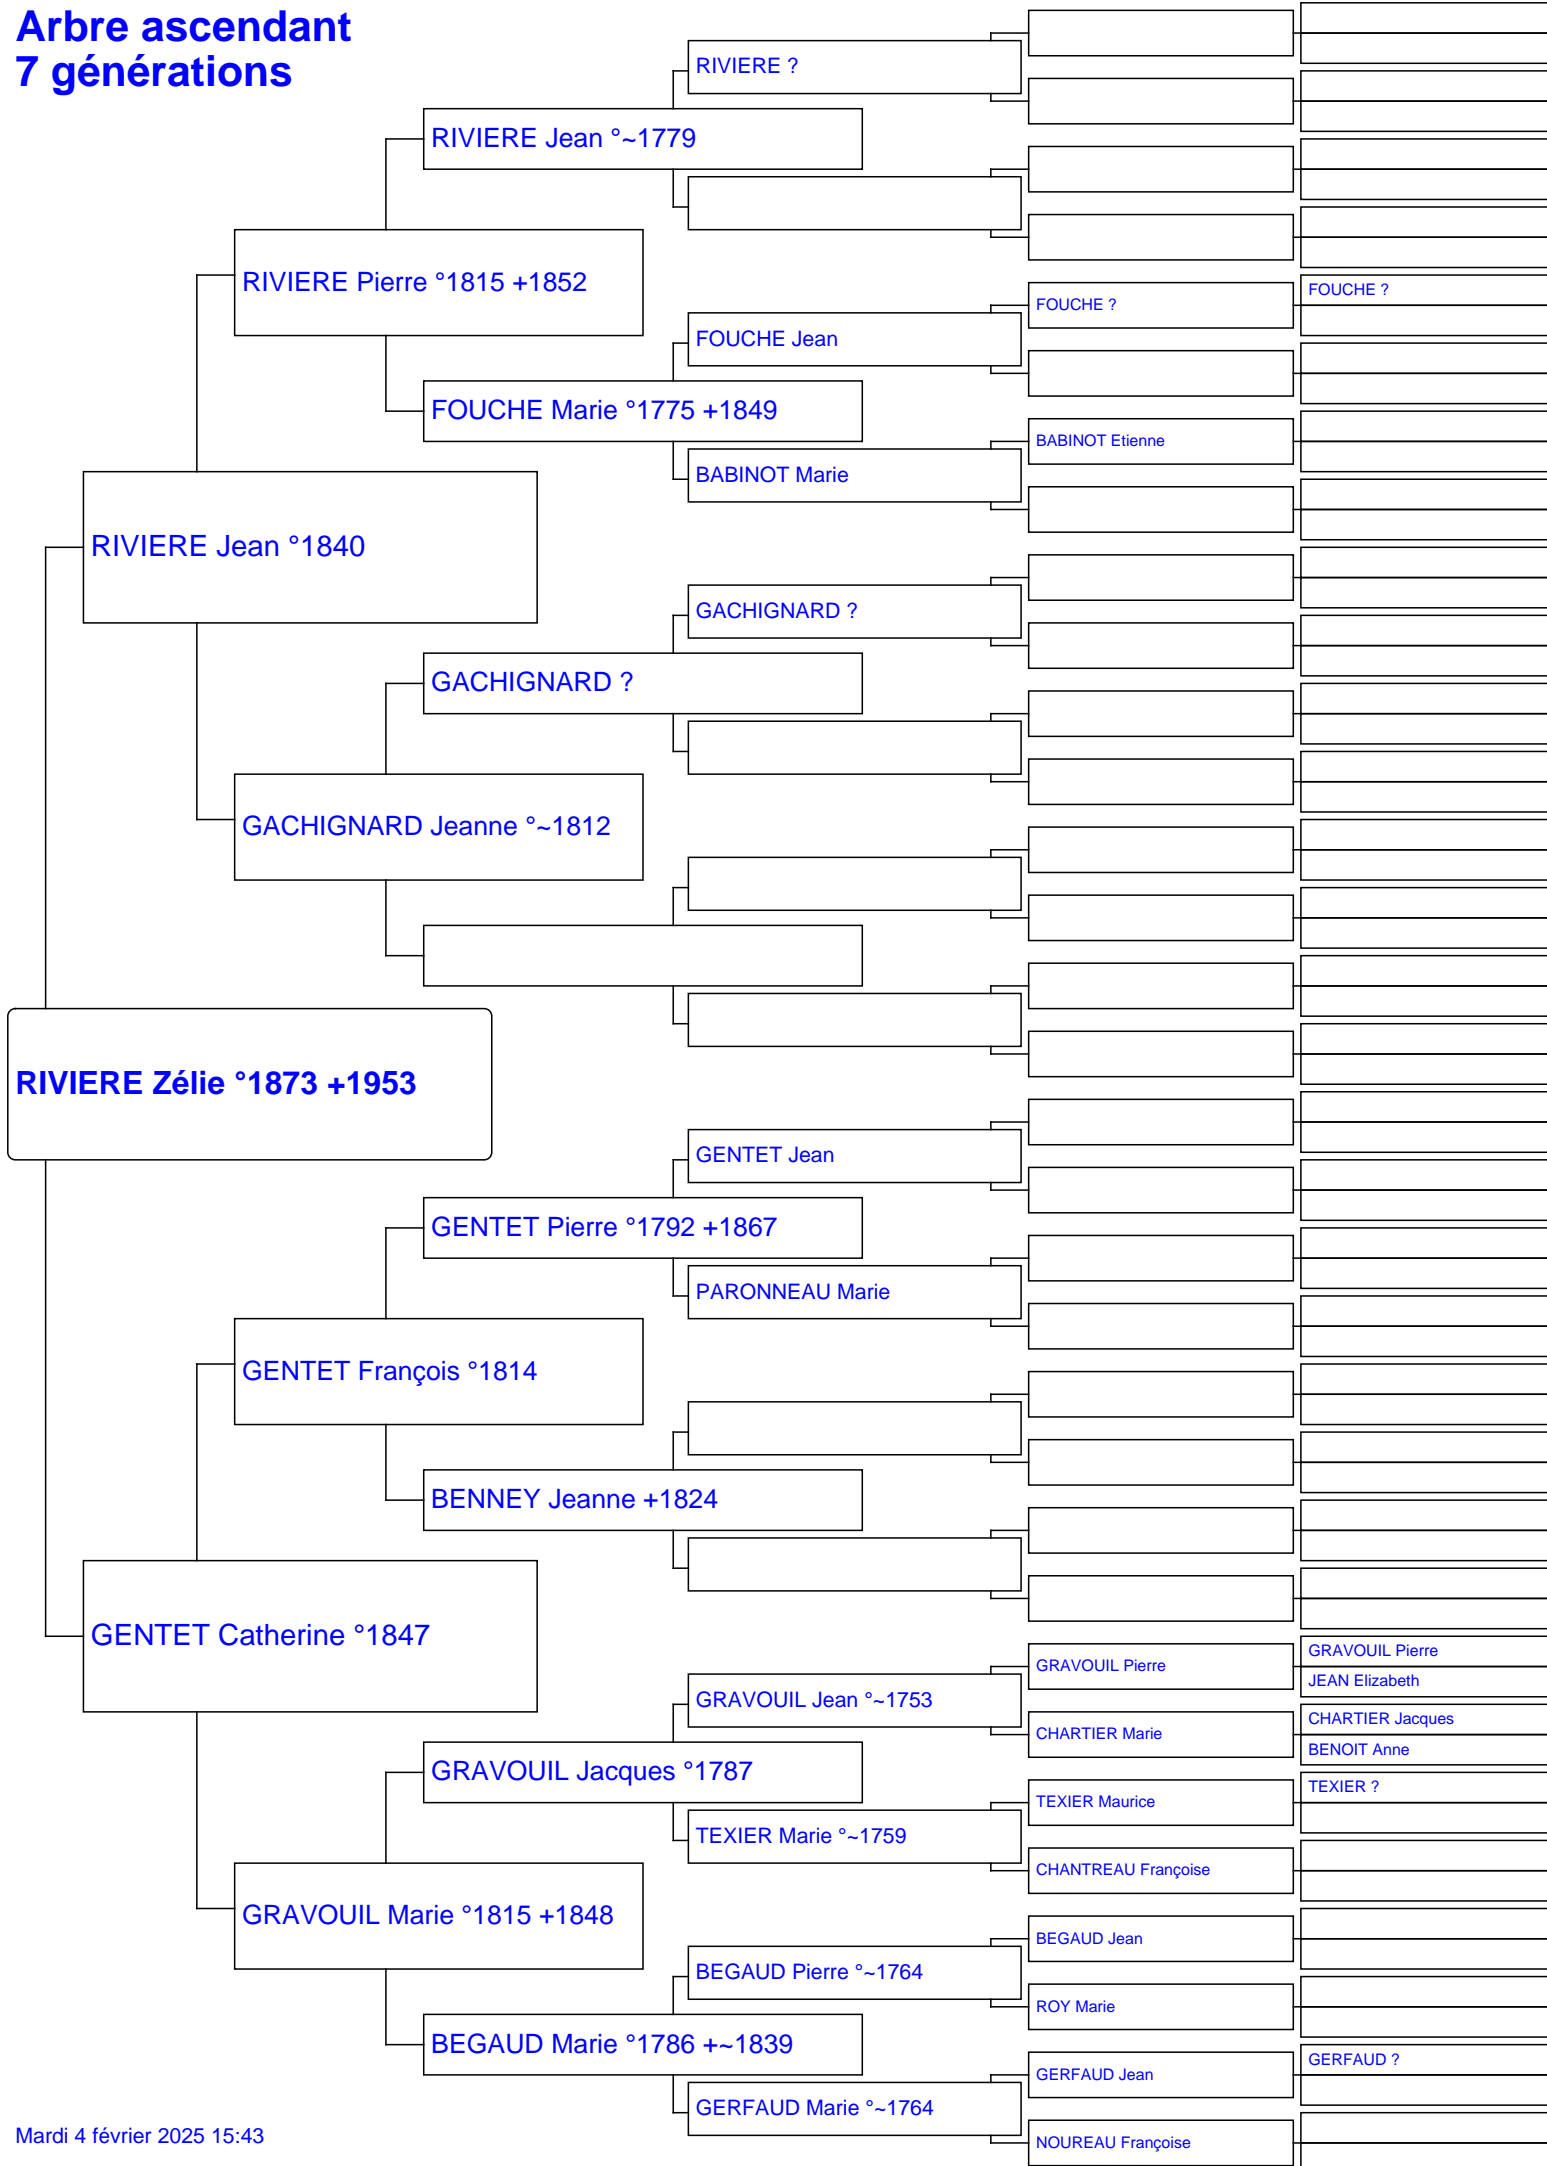 Arbre ascendant
7 générations
RIVIERE ?
RIVIERE Jean °~1779
RIVIERE Pierre °1815 +1852
FOUCHE ?
FOUCHE ?
FOUCHE Jean
FOUCHE Marie °1775 +1849
BABINOT Etienne
BABINOT Marie
RIVIERE Jean °1840
GACHIGNARD ?
GACHIGNARD ?
GACHIGNARD Jeanne °~1812
RIVIERE Zélie °1873 +1953
GENTET Jean
GENTET Pierre °1792 +1867
PARONNEAU Marie
GENTET François °1814
BENNEY Jeanne +1824
GENTET Catherine °1847
GRAVOUIL Pierre
GRAVOUIL Pierre
JEAN Elizabeth
GRAVOUIL Jean °~1753
CHARTIER Jacques
CHARTIER Marie
BENOIT Anne
GRAVOUIL Jacques °1787
TEXIER ?
TEXIER Maurice
TEXIER Marie °~1759
CHANTREAU Françoise
GRAVOUIL Marie °1815 +1848
BEGAUD Jean
BEGAUD Pierre °~1764
ROY Marie
BEGAUD Marie °1786 +~1839
GERFAUD ?
GERFAUD Jean
GERFAUD Marie °~1764
NOUREAU Françoise
Mardi 4 février 2025 15:43